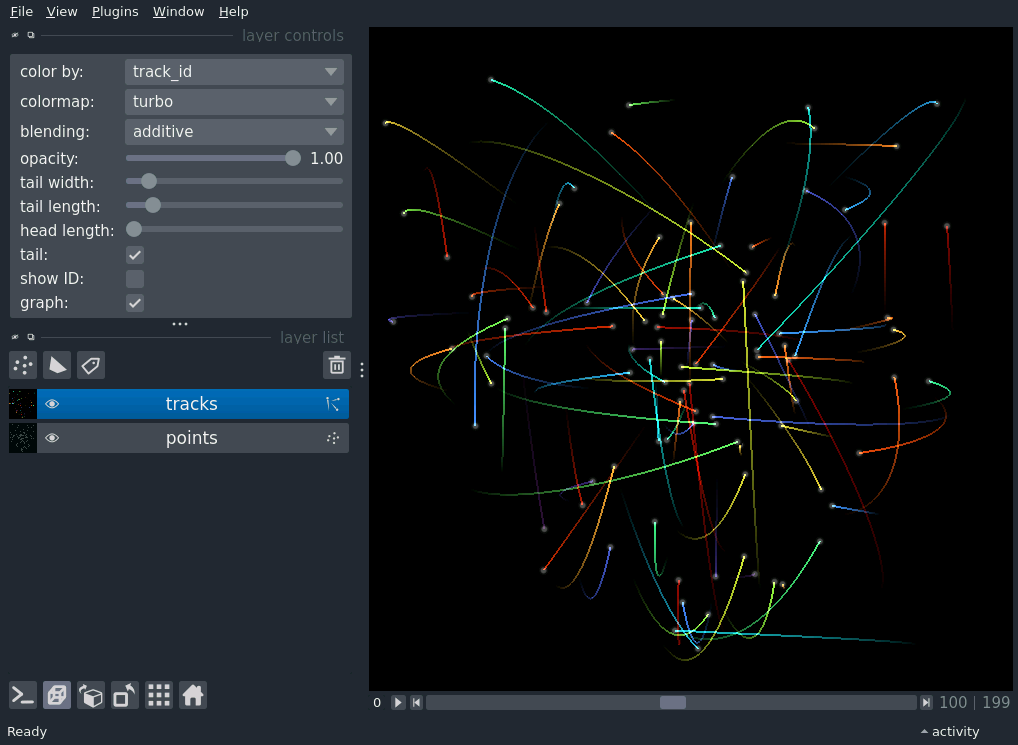 File View Plugins Window Help
layer controls
color by: track_id
colormap: turbo
blending: additive
opacity: 1.00
tail width:
tail length:
head length:
tail:
show ID:
graph:
layer list
tracks
points
0 100 | 199
Ready activity